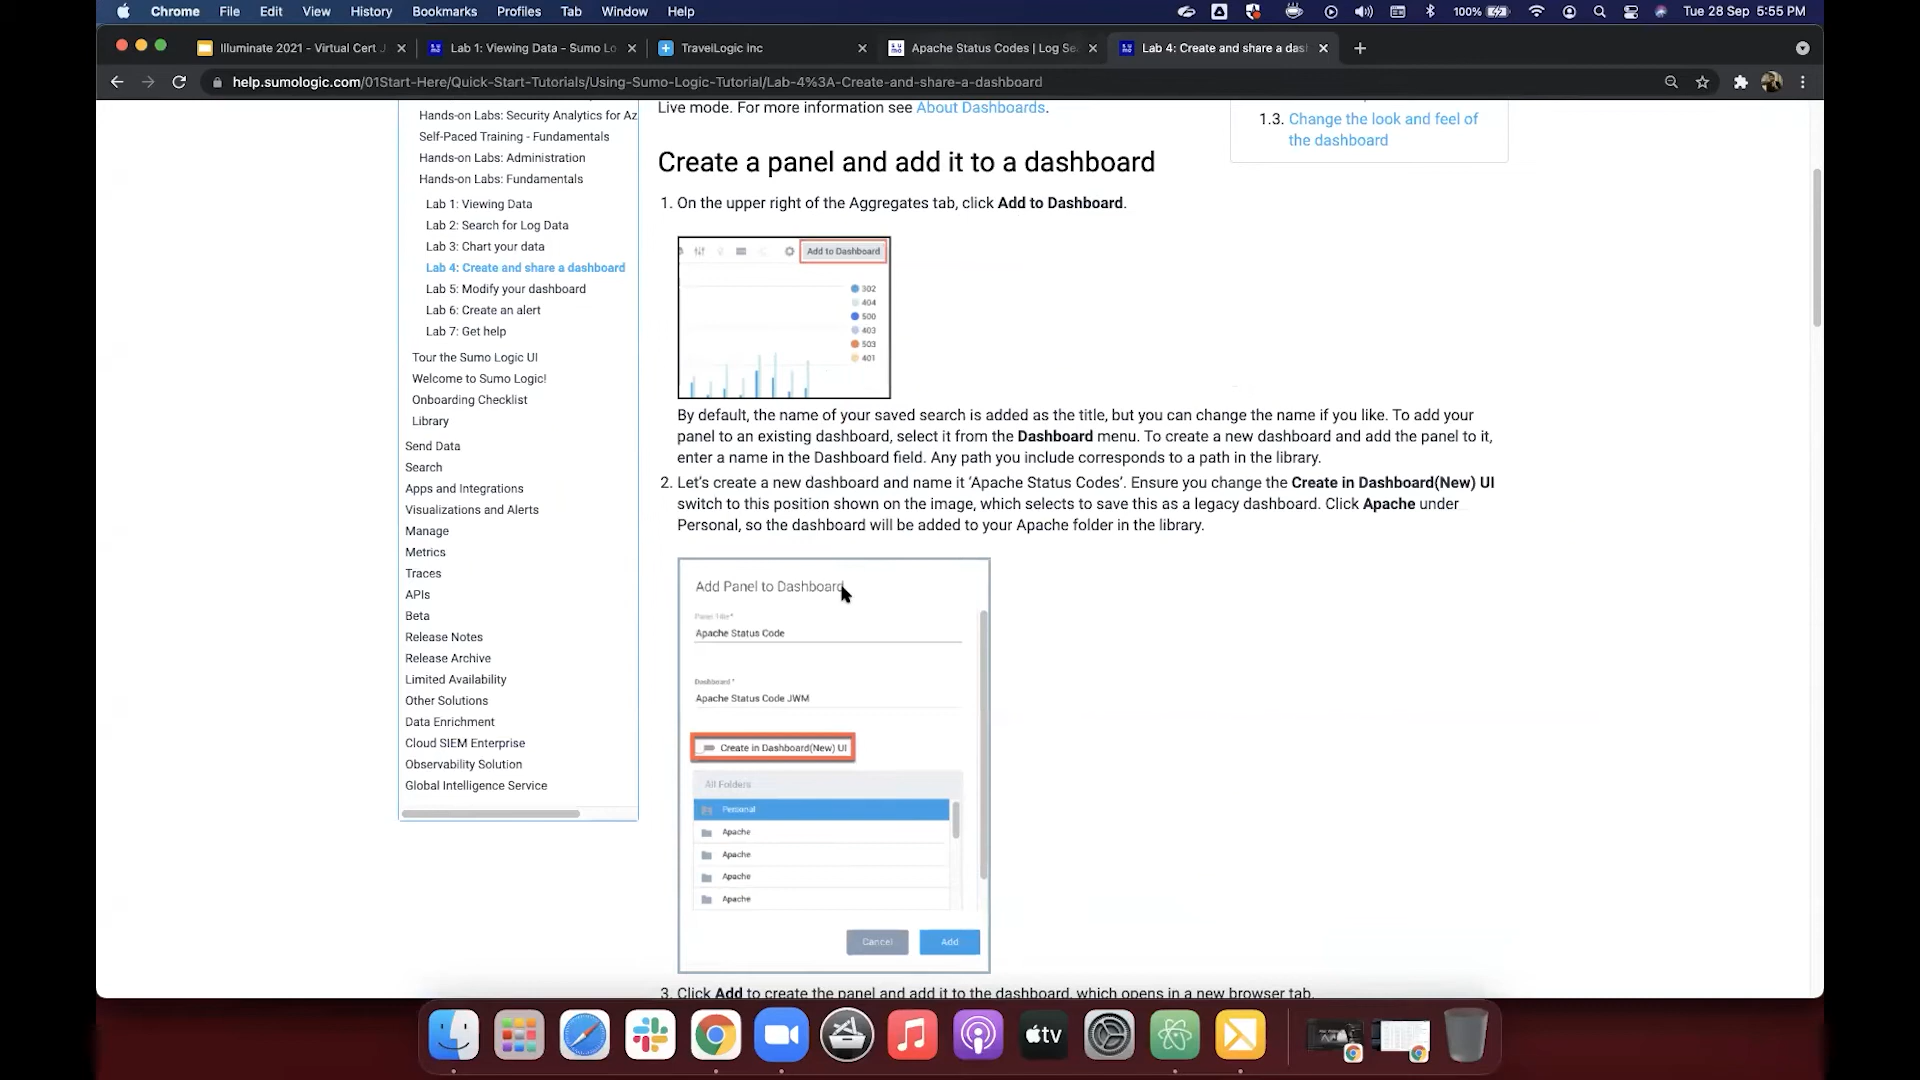 Chrome File Edit View History Bookmarks Profiles Tab Window Help 100% Tue 28 Sep 5:55 PM
Illuminate 2021 - Virtual Cert J
Lab 1: Viewing Data - Sumo Lo
TravelLogic Inc
Apache Status Codes | Log Se
Lab 4: Create and share a das
help.sumologic.com/01Start-Here/Quick-Start-Tutorials/Using-Sumo-Logic-Tutorial/Lab-4%3A-Create-and-share-a-dashboard
Hands-on Labs: Security Analytics for Az
Self-Paced Training - Fundamentals
Hands-on Labs: Administration
Hands-on Labs: Fundamentals
Lab 1: Viewing Data
Lab 2: Search for Log Data
Lab 3: Chart your data
Lab 4: Create and share a dashboard
Lab 5: Modify your dashboard
Lab 6: Create an alert
Lab 7: Get help
Tour the Sumo Logic UI
Welcome to Sumo Logic!
Onboarding Checklist
Library
Send Data
Search
Apps and Integrations
Visualizations and Alerts
Manage
Metrics
Traces
APIs
Beta
Release Notes
Release Archive
Limited Availability
Other Solutions
Data Enrichment
Cloud SIEM Enterprise
Observability Solution
Global Intelligence Service
Live mode. For more information see About Dashboards.
Create a panel and add it to a dashboard
1. On the upper right of the Aggregates tab, click Add to Dashboard.
Add to Dashboard
302
404
500
403
503
401
By default, the name of your saved search is added as the title, but you can change the name if you like. To add your
panel to an existing dashboard, select it from the Dashboard menu. To create a new dashboard and add the panel to it,
enter a name in the Dashboard field. Any path you include corresponds to a path in the library.
2. Let's create a new dashboard and name it ‘Apache Status Codes’. Ensure you change the Create in Dashboard(New) UI
switch to this position shown on the image, which selects to save this as a legacy dashboard. Click Apache under
Personal, so the dashboard will be added to your Apache folder in the library.
Add Panel to Dashboard
Panel Title *
Apache Status Code
Dashboard *
Apache Status Code JWM
Create in Dashboard(New) UI
All Folders
Personal
Apache
Apache
Apache
Apache
Cancel
Add
3. Click Add to create the panel and add it to the dashboard, which opens in a new browser tab.
1.3. Change the look and feel of
the dashboard
tv